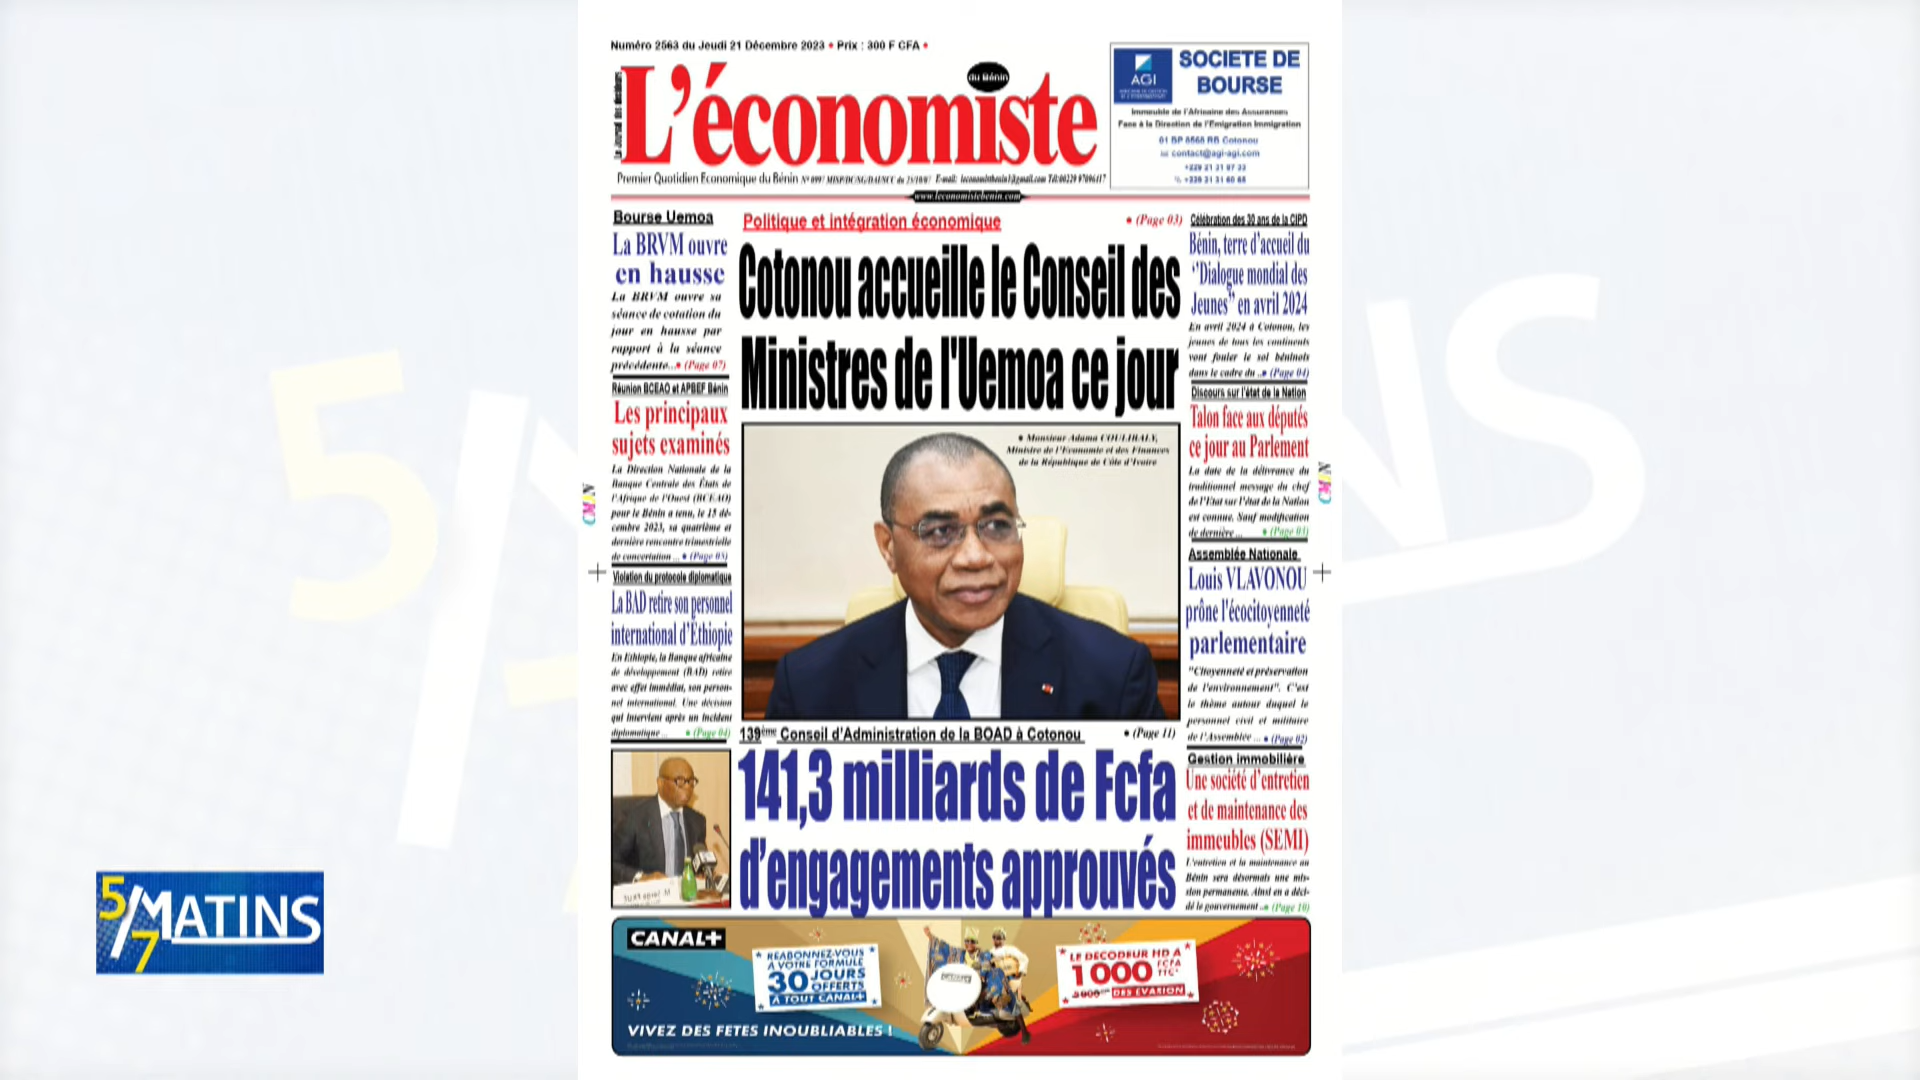 Numéro 2563 du Jeudi 21 Décembre 2023 • Prix : 300 F CFA •
L'économiste
du Bénin
Premier Quotidien Economique du Bénin
www.leconomistebenin.com
AGI
SOCIETE DE
BOURSE
Immeuble de l'Africaine des Assurances
Face à la Direction de l'Emigration Immigration
01 BP 8568 RB Cotonou
contact@agi-agi.com
Bourse Uemoa
La BRVM ouvre
en hausse
La BRVM ouvre sa
séance de cotation du
jour en hausse par
rapport à la séance
précédente...• (Page 07)
Réunion BCEAO et APBEF Bénin
Les principaux
sujets examinés
La Direction Nationale de la
Banque Centrale des États de
l'Afrique de l'Ouest (BCEAO)
pour le Bénin a tenu, le 15 dé-
cembre 2023, sa quatrième et
dernière rencontre trimestrielle
de concertation ... • (Page 05)
Violation du protocole diplomatique
La BAD retire son personnel
international d'Éthiopie
En Ethiopie, la Banque africaine
de développement (BAD) retire
avec effet immédiat, son person-
nel international. Une décision
qui intervient après un incident
diplomatique ... • (Page 04)
Politique et intégration économique
• (Page 03)
Cotonou accueille le Conseil des
Ministres de l'Uemoa ce jour
• Monsieur Adama COULIBALY,
Ministre de l'Economie et des Finances
de la République de Côte d'Ivoire
139ème Conseil d'Administration de la BOAD à Cotonou
• (Page 11)
141,3 milliards de Fcfa
d'engagements approuvés
Célébration des 30 ans de la CIPD
Bénin, terre d'accueil du
‘’Dialogue mondial des
Jeunes’’ en avril 2024
En avril 2024 à Cotonou, les
jeunes de tous les continents
vont fouler le sol béninois
dans le cadre du ..• (Page 04)
Discours sur l'état de la Nation
Talon face aux députés
ce jour au Parlement
La date de la délivrance du
traditionnel message du chef
de l'Etat sur l'état de la Nation
est connue. Sauf modification
de dernière ... • (Page 03)
Assemblée Nationale
Louis VLAVONOU
prône l'écocitoyenneté
parlementaire
"Citoyenneté et préservation
de l'environnement". C'est
le thème autour duquel le
personnel civil et militaire
de l'Assemblée ... • (Page 02)
Gestion immobilière
Une société d'entretien
et de maintenance des
immeubles (SEMI)
L'entretien et la maintenance au
Bénin sera désormais une mis-
sion permanente. Ainsi en a déci-
dé le gouvernement ..• (Page 10)
CANAL+
REABONNEZ-VOUS
A VOTRE FORMULE
30 JOURS
OFFERTS
A TOUT CANAL+
LE DECODEUR HD A
1 000 FCFA
TTC*
DES EVASION
VIVEZ DES FETES INOUBLIABLES !
5/7 MATINS